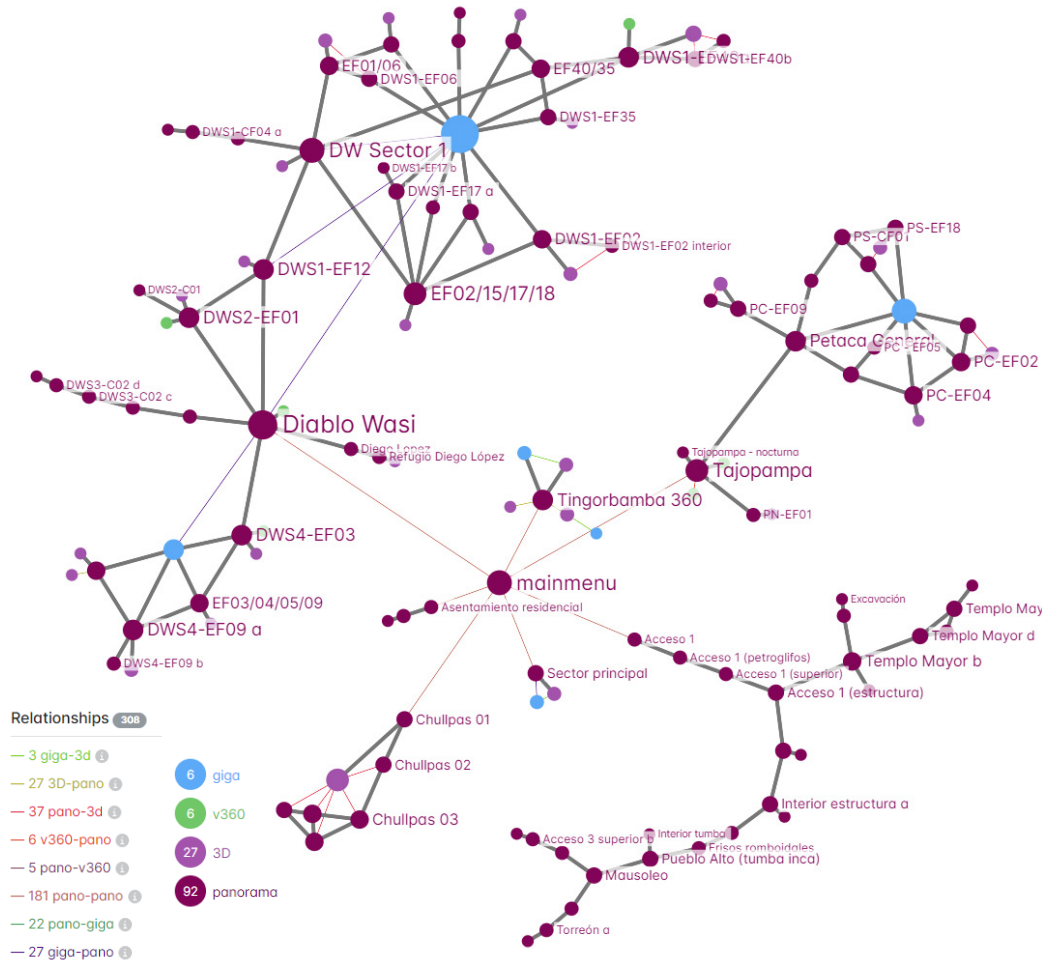 EF01/06
DWS1-EF06
EF40/35
DWS1-EF40b
DWS1-CF04 a
DWS1-EF35
DW Sector 1
DWS1-EF17 b
DWS1-EF17 a
DWS1-EF02
DWS1-EF02 interior
PS-EF18
PS-CF01
DWS1-EF12
DWS2-C01
EF02/15/17/18
DWS2-EF01
PC-EF09
Petaca General
PC - EF05
PC-EF02
DWS3-C02 d
DWS3-C02 c
PC-EF04
Diablo Wasi
Diego Lopez
Refugio Diego López
Tajopampa - nocturna
Tajopampa
Tingorbamba 360
PN-EF01
DWS4-EF03
mainmenu
EF03/04/05/09
Asentamiento residencial
DWS4-EF09 a
DWS4-EF09 b
Excavación
Templo May
Templo Mayor d
Acceso 1
Acceso 1 (petroglifos)
Templo Mayor b
Acceso 1 (superior)
Sector principal
Acceso 1 (estructura)
Chullpas 01
Chullpas 02
Chullpas 03
Interior estructura a
Acceso 3 superior b
Interior tumba
Frisos romboidales
Pueblo Alto (tumba inca)
Mausoleo
Torreón a
Relationships 308
3 giga-3d
27 3D-pano
37 pano-3d
6 v360-pano
5 pano-v360
181 pano-pano
22 pano-giga
27 giga-pano
6 giga
6 v360
27 3D
92 panorama